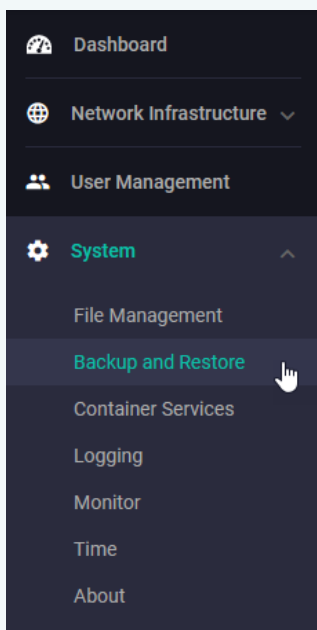 Dashboard
Network Infrastructure
User Management
System
File Management
Backup and Restore
Container Services
Logging
Monitor
Time
About